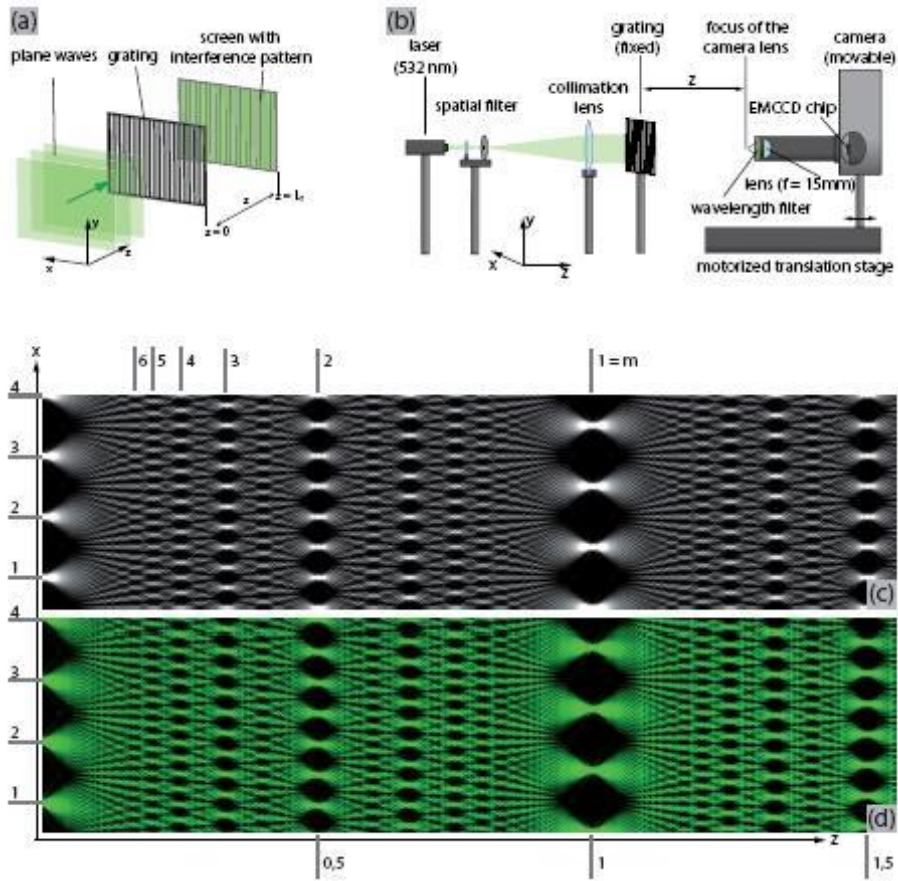 (a)
plane waves
grating
screen with
interference pattern
z = 0
z
z = L
x
y
z
(b)
laser
(532 nm)
spatial filter
collimation
lens
grating
(fixed)
focus of the
camera lens
camera
(movable)
z
EMCCD chip
lens (f = 15mm)
wavelength filter
motorized translation stage
y
x
z
x
6
5
4
3
2
1 = m
4
3
2
1
(c)
4
3
2
1
(d)
z
0,5
1
1,5